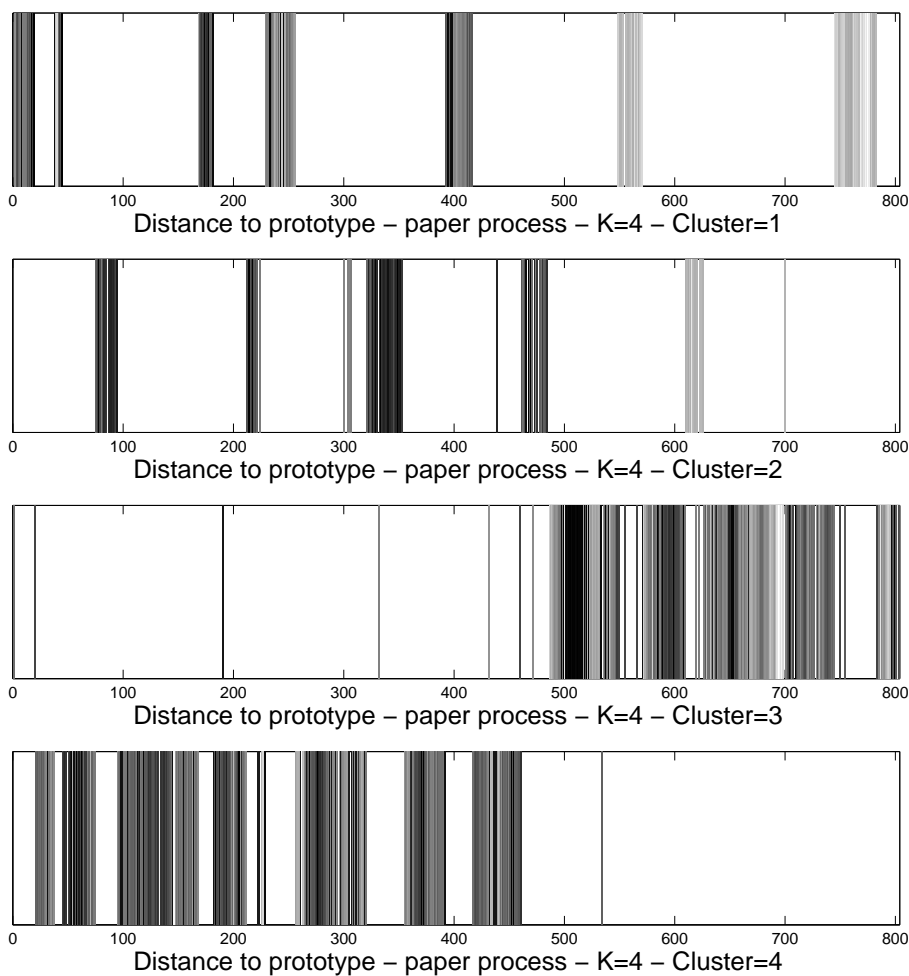 0 100 200 300 400 500 600 700 800
Distance to prototype – paper process – K=4 – Cluster=1
0 100 200 300 400 500 600 700 800
Distance to prototype – paper process – K=4 – Cluster=2
0 100 200 300 400 500 600 700 800
Distance to prototype – paper process – K=4 – Cluster=3
0 100 200 300 400 500 600 700 800
Distance to prototype – paper process – K=4 – Cluster=4